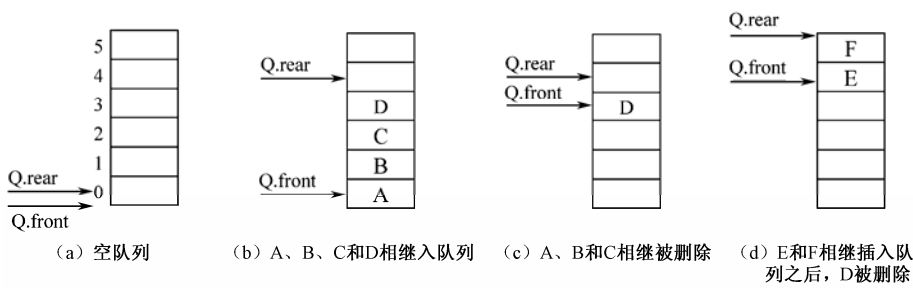 5
4
3
2
1
0
Q.rear
Q.front
(a)空队列
Q.rear
D
C
B
Q.front
A
(b)A、B、C和D相继入队列
Q.rear
Q.front
D
(c)A、B和C相继被删除
Q.rear
F
Q.front
E
(d)E和F相继插入队
列之后，D被删除